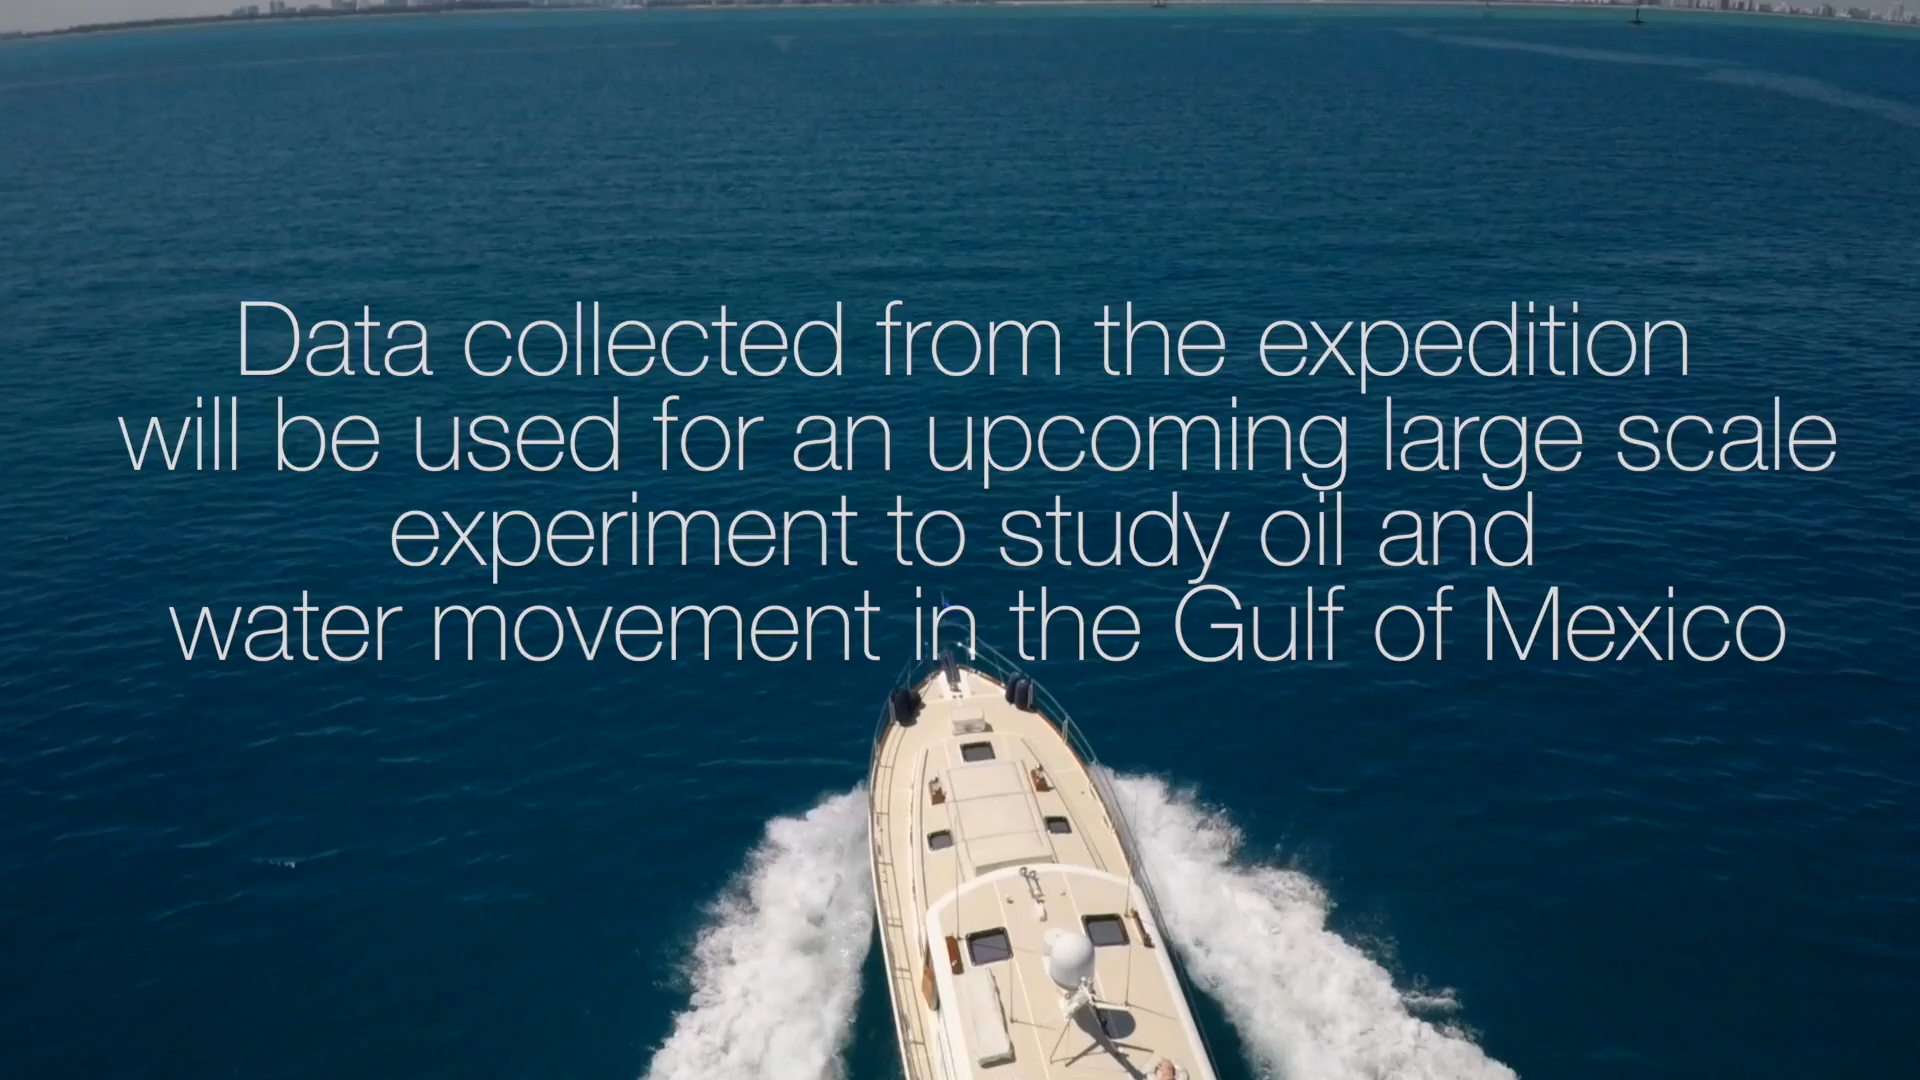 Data collected from the expedition
will be used for an upcoming large scale
experiment to study oil and
water movement in the Gulf of Mexico